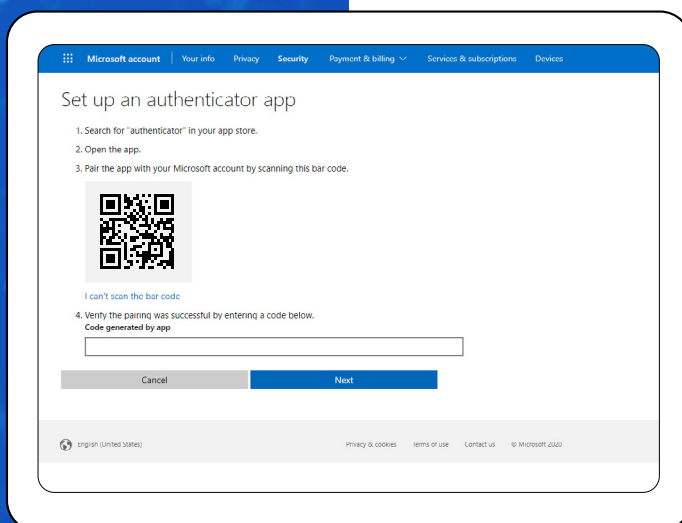 Microsoft account Your info Privacy Security Payment & billing Services & subscriptions Devices
Set up an authenticator app
1. Search for "authenticator" in your app store.
2. Open the app.
3. Pair the app with your Microsoft account by scanning this bar code.
I can't scan the bar code
4. Verify the pairing was successful by entering a code below.
Code generated by app
Cancel Next
English (United States) Privacy & cookies Terms of use Contact us © Microsoft 2020